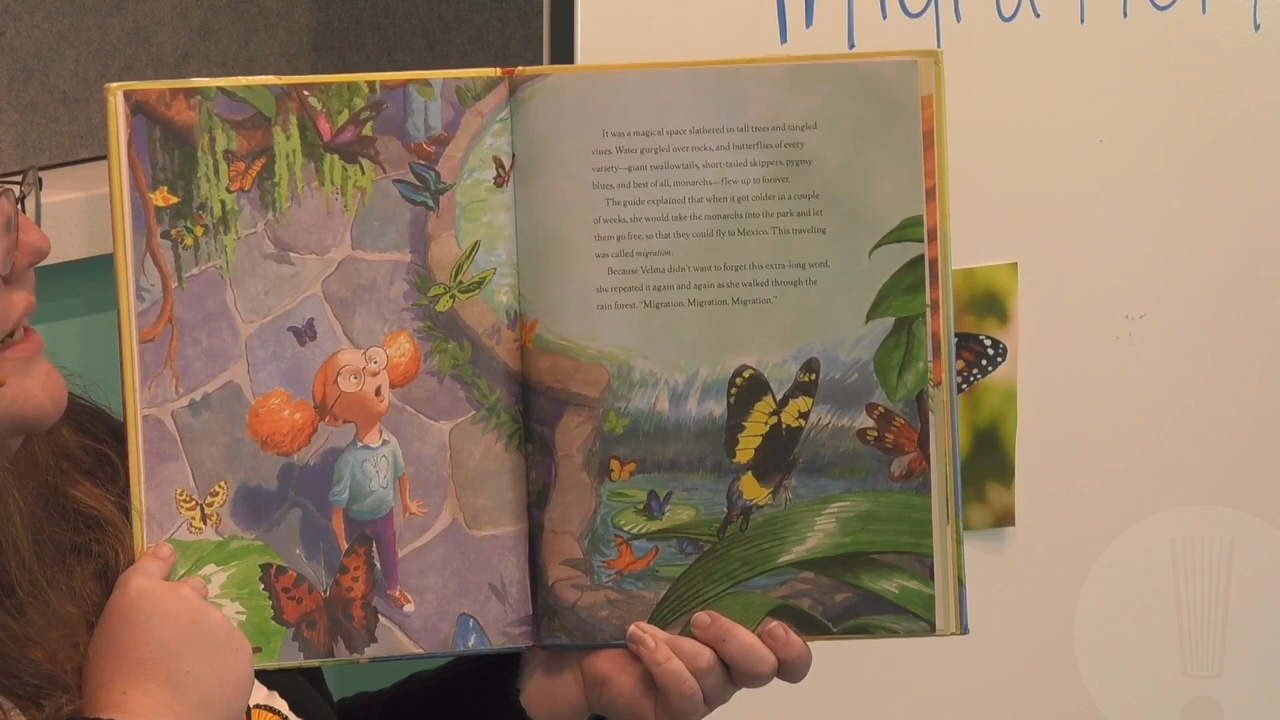 migration
It was a magical space slathered in tall trees and tangled
vines. Water gurgled over rocks, and butterflies of every
variety—giant swallowtails, short-tailed skippers, pygmy
blues, and best of all, monarchs—flew up to forever.
The guide explained that when it got colder in a couple
of weeks, she would take the monarchs into the park and let
them go free, so that they could fly to Mexico. This traveling
was called migration.
Because Velma didn't want to forget this extra-long word,
she repeated it again and again as she walked through the
rain forest. “Migration. Migration. Migration.”